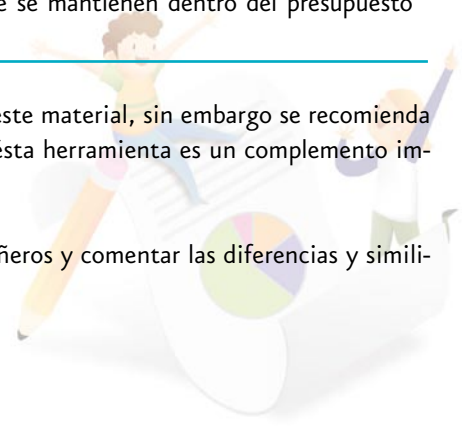 e se mantienen dentro del presupuesto
este material, sin embargo se recomienda
ésta herramienta es un complemento im-
ñeros y comentar las diferencias y simili-